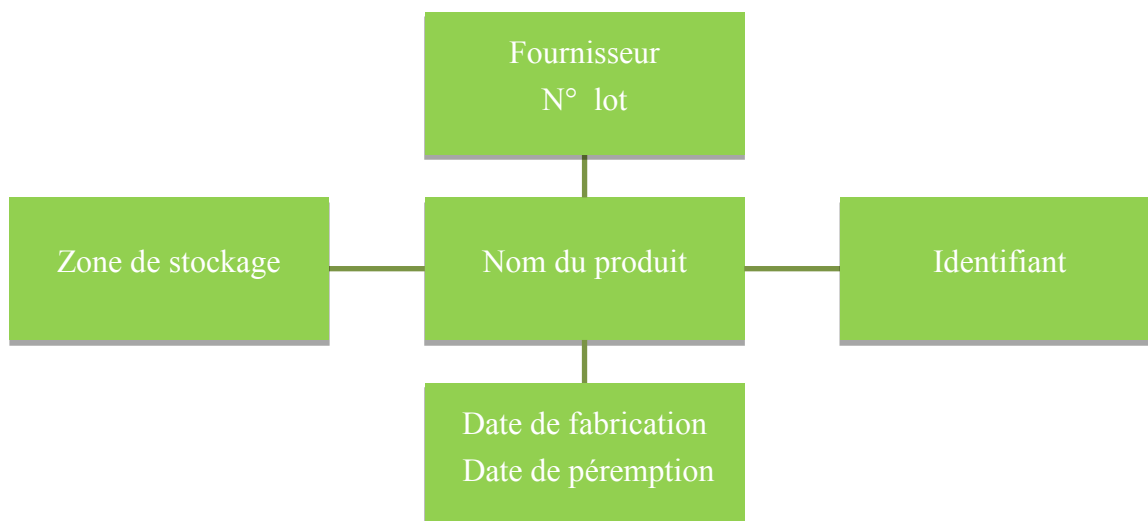 Fournisseur
N° lot
Zone de stockage
Nom du produit
Identifiant
Date de fabrication
Date de péremption